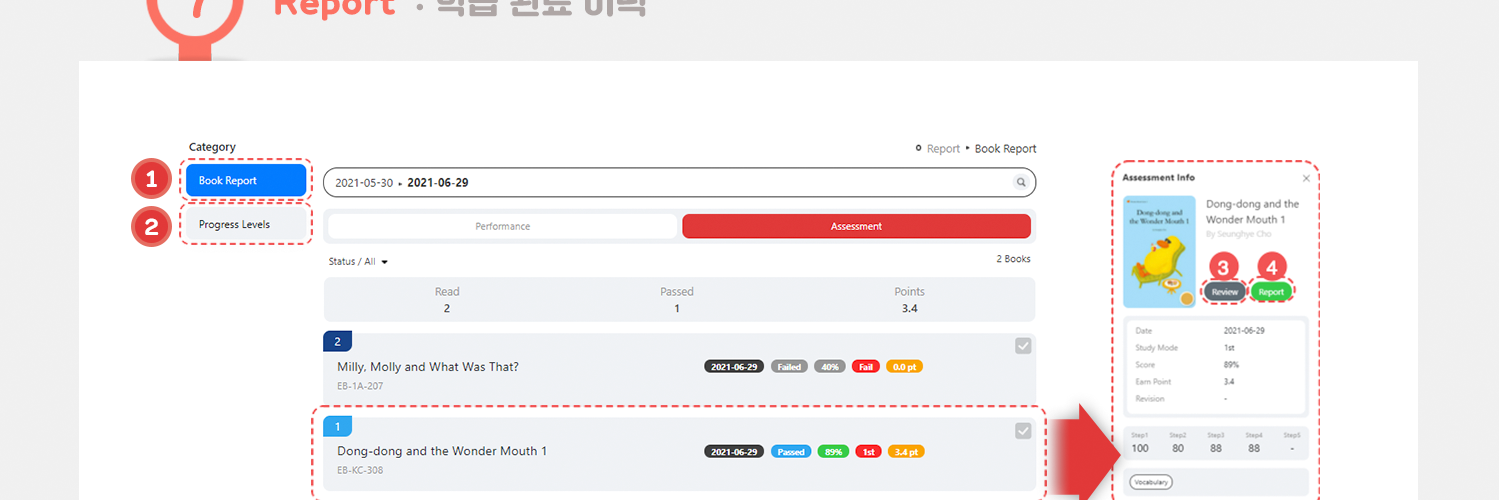 7 Report : 학습 완료 이력
Category
1 Book Report
2 Progress Levels
Report ‣ Book Report
2021-05-30 ‣ 2021-06-29
Performance Assessment
Status / All
2 Books
Read Passed Points
2 1 3.4
2
Milly, Molly and What Was That?
2021-06-29 Failed 40% Fail 0.0 pt
EB-1A-207
1
Dong-dong and the Wonder Mouth 1
2021-06-29 Passed 89% 1st 3.4 pt
EB-KC-308
Assessment Info
Dong-dong and
the Wonder Mouth 1
Dong-dong and the
Wonder Mouth 1
By Seunghye Cho
3 4
Review Report
Date 2021-06-29
Study Mode 1st
Score 89%
Earn Point 3.4
Revision -
Step1 Step2 Step3 Step4 Step5
100 80 88 88 -
Vocabulary